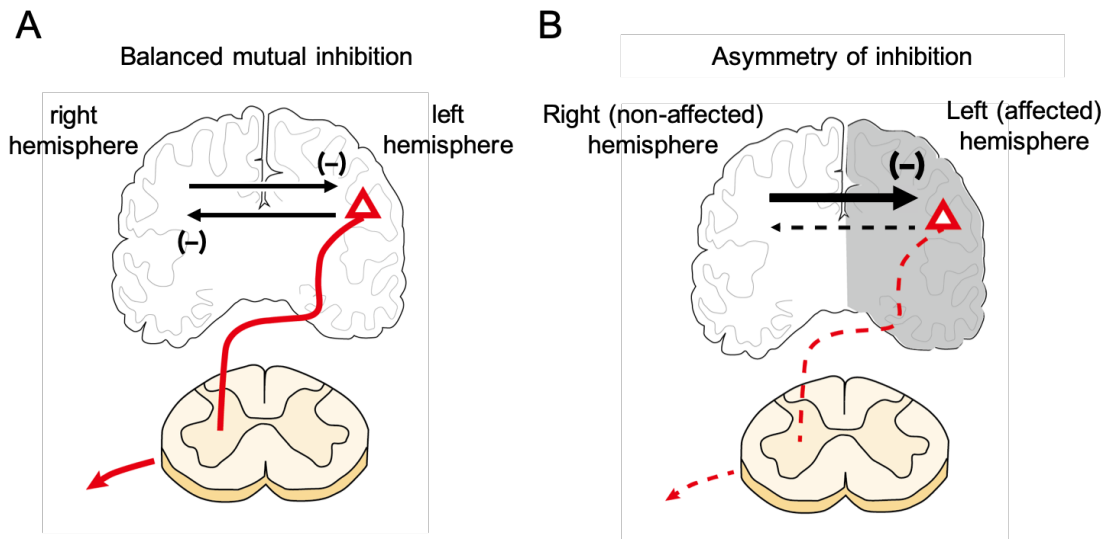 A
Balanced mutual inhibition
right
hemisphere
left
hemisphere
(–)
(–)
B
Asymmetry of inhibition
Right (non-affected)
hemisphere
Left (affected)
hemisphere
(–)